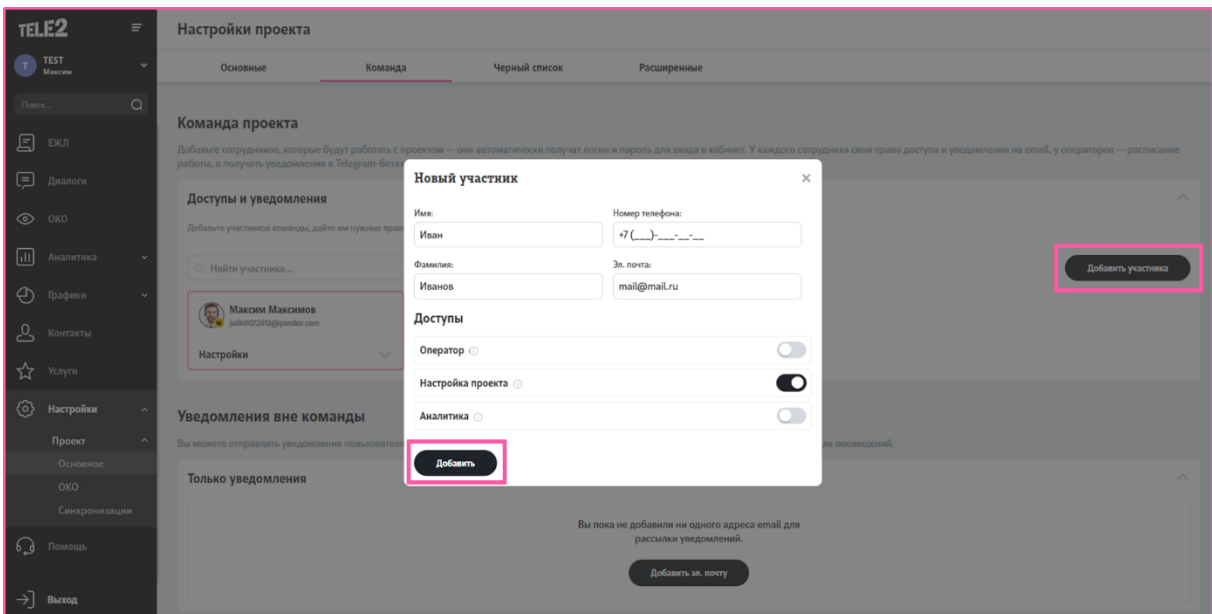 TELE2
Настройки проекта
T
TEST
Максим
Основные
Команда
Черный список
Расширенные
Поиск...
ЕЖЛ
Диалоги
ОКО
Аналитика
Графики
Контакты
Услуги
Настройки
Проект
Основное
ОКО
Синхронизации
Помощь
Выход
Команда проекта
Добавьте сотрудников, которые будут работать с проектом — они автоматически получат логин и пароль для входа в кабинет. У каждого сотрудника свои права доступа и уведомления на email, у операторов — расписание
работы, а получать уведомления в Telegram-ботах
Доступы и уведомления
Добавьте участников команды, дайте им нужные прав
Найти участника...
Добавить участника
Максим Максимов
Настройки
Новый участник
Имя:
Номер телефона:
Иван
+7 (___)-___-__-__
Фамилия:
Эл. почта:
Иванов
mail@mail.ru
Доступы
Оператор
Настройка проекта
Аналитика
Добавить
Уведомления вне команды
Вы можете отправлять уведомления пользовател
ля оповещений.
Только уведомления
Вы пока не добавили ни одного адреса email для
рассылки уведомлений.
Добавить эл. почту